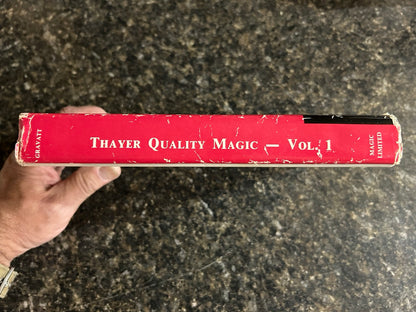 GRAVATT
THAYER QUALITY MAGIC — VOL. 1
MAGIC
LIMITED